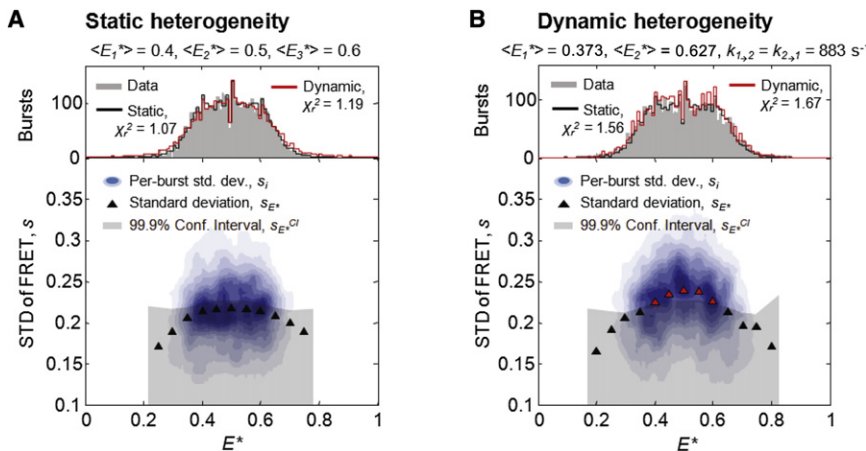 A Static heterogeneity
<E1*> = 0.4, <E2*> = 0.5, <E3*> = 0.6
Bursts
100
0
Data
Static,
χr² = 1.07
Dynamic,
χr² = 1.19
STD of FRET, s
0.35
0.3
0.25
0.2
0.15
0.1
Per-burst std. dev., si
Standard deviation, sE*
99.9% Conf. Interval, sE*CI
0 0.2 0.4 0.6 0.8 1
E*
B Dynamic heterogeneity
<E1*> = 0.373, <E2*> = 0.627, k1→2 = k2→1 = 883 s-
Bursts
100
0
Data
Static,
χr² = 1.56
Dynamic,
χr² = 1.67
STD of FRET, s
0.35
0.3
0.25
0.2
0.15
0.1
Per-burst std. dev., si
Standard deviation, sE*
99.9% Conf. Interval, sE*CI
0 0.2 0.4 0.6 0.8 1
E*